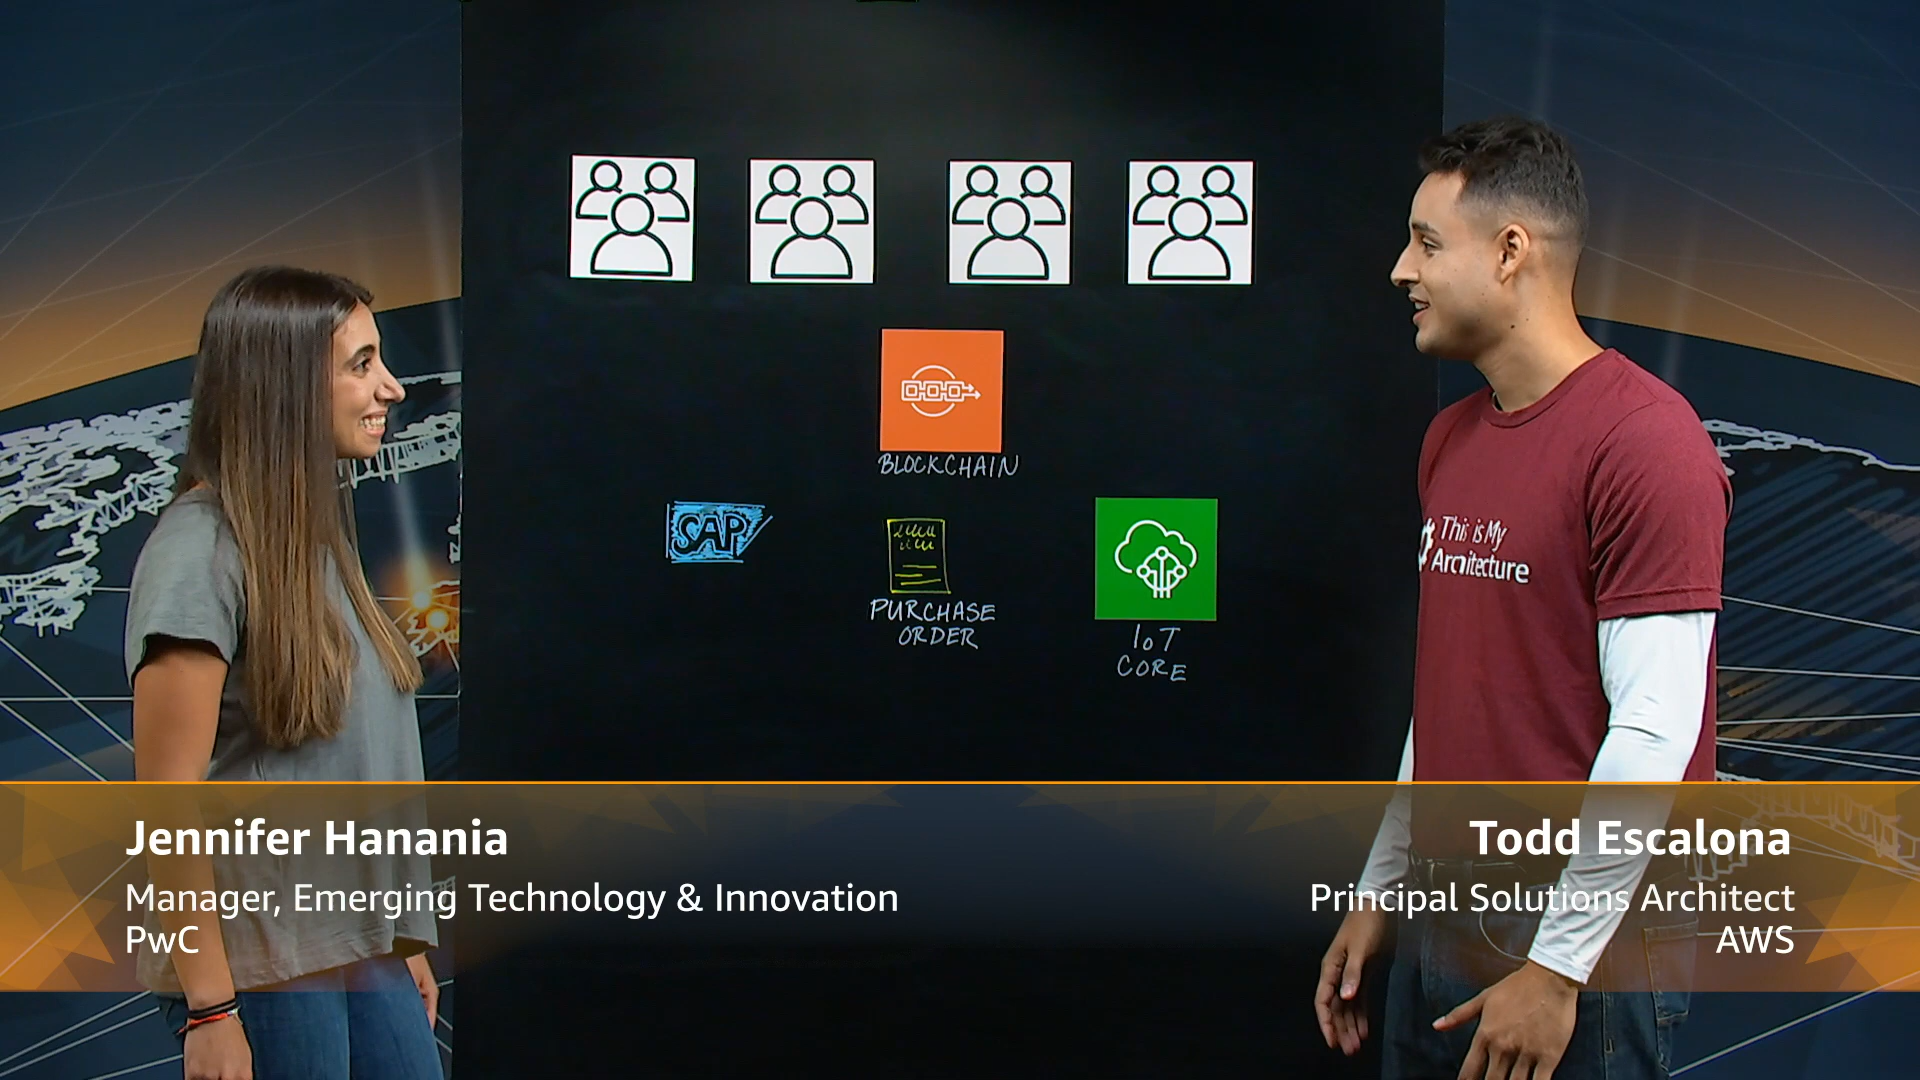 BLOCKCHAIN
SAP
PURCHASE
ORDER
IoT
CORE
This is My
Architecture
Jennifer Hanania
Manager, Emerging Technology & Innovation
PwC
Todd Escalona
Principal Solutions Architect
AWS